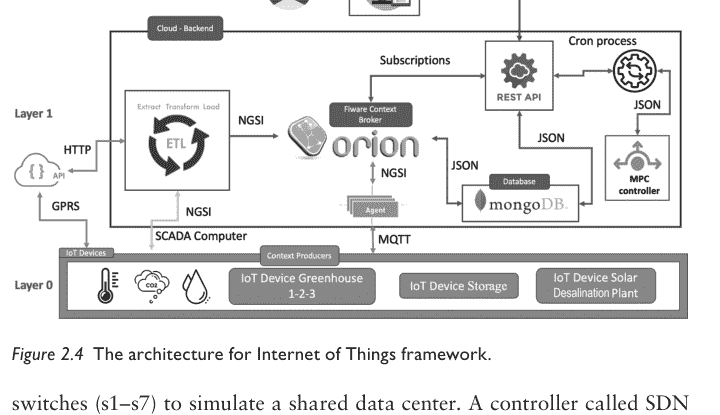 Cloud - Backend
Cron process
Subscriptions
REST API
Layer 1
Extract Transform Load
NGSI
Fiware Context
Broker
JSON
HTTP
ETL
orion
JSON
{ } API
NGSI
JSON
MPC
controller
Database
mongoDB.
GPRS
NGSI
Agent
SCADA Computer
MQTT
IoT Devices
Context Producers
Layer 0
CO2
IoT Device Greenhouse
1-2-3
IoT Device Storage
IoT Device Solar
Desalination Plant
Figure 2.4 The architecture for Internet of Things framework.
switches (s1–s7) to simulate a shared data center. A controller called SDN